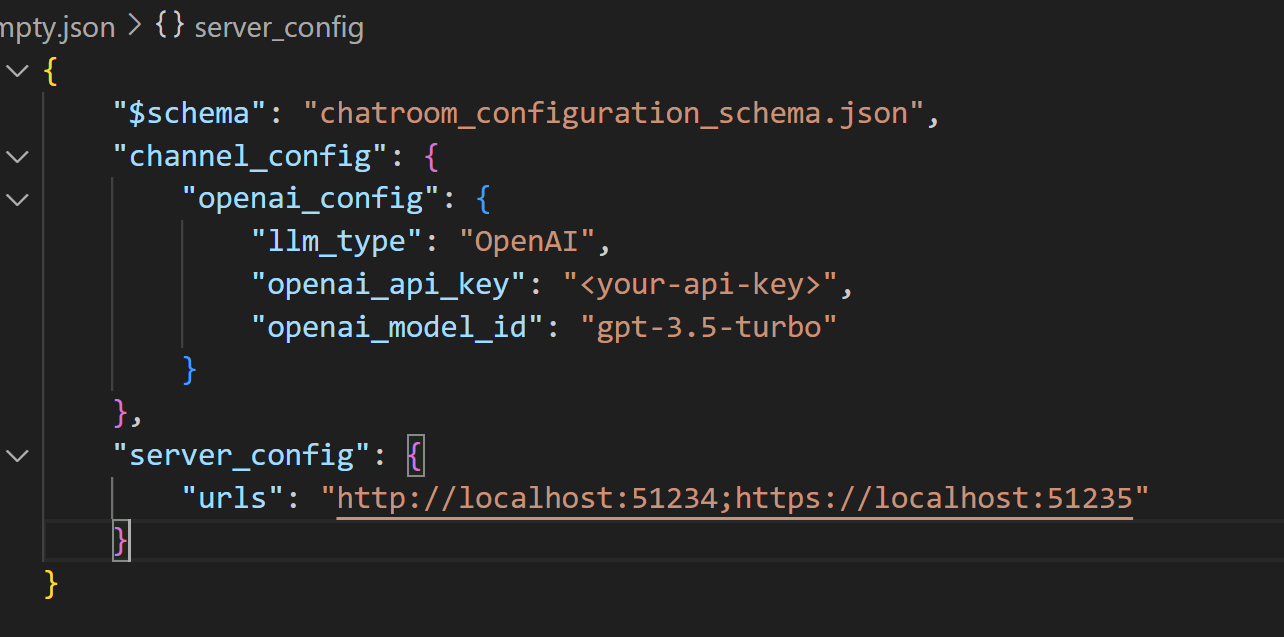 mpty.json > {} server_config
{
    "$schema": "chatroom_configuration_schema.json",
    "channel_config": {
        "openai_config": {
            "llm_type": "OpenAI",
            "openai_api_key": "<your-api-key>",
            "openai_model_id": "gpt-3.5-turbo"
        }
    },
    "server_config": {
        "urls": "http://localhost:51234;https://localhost:51235"
    }
}